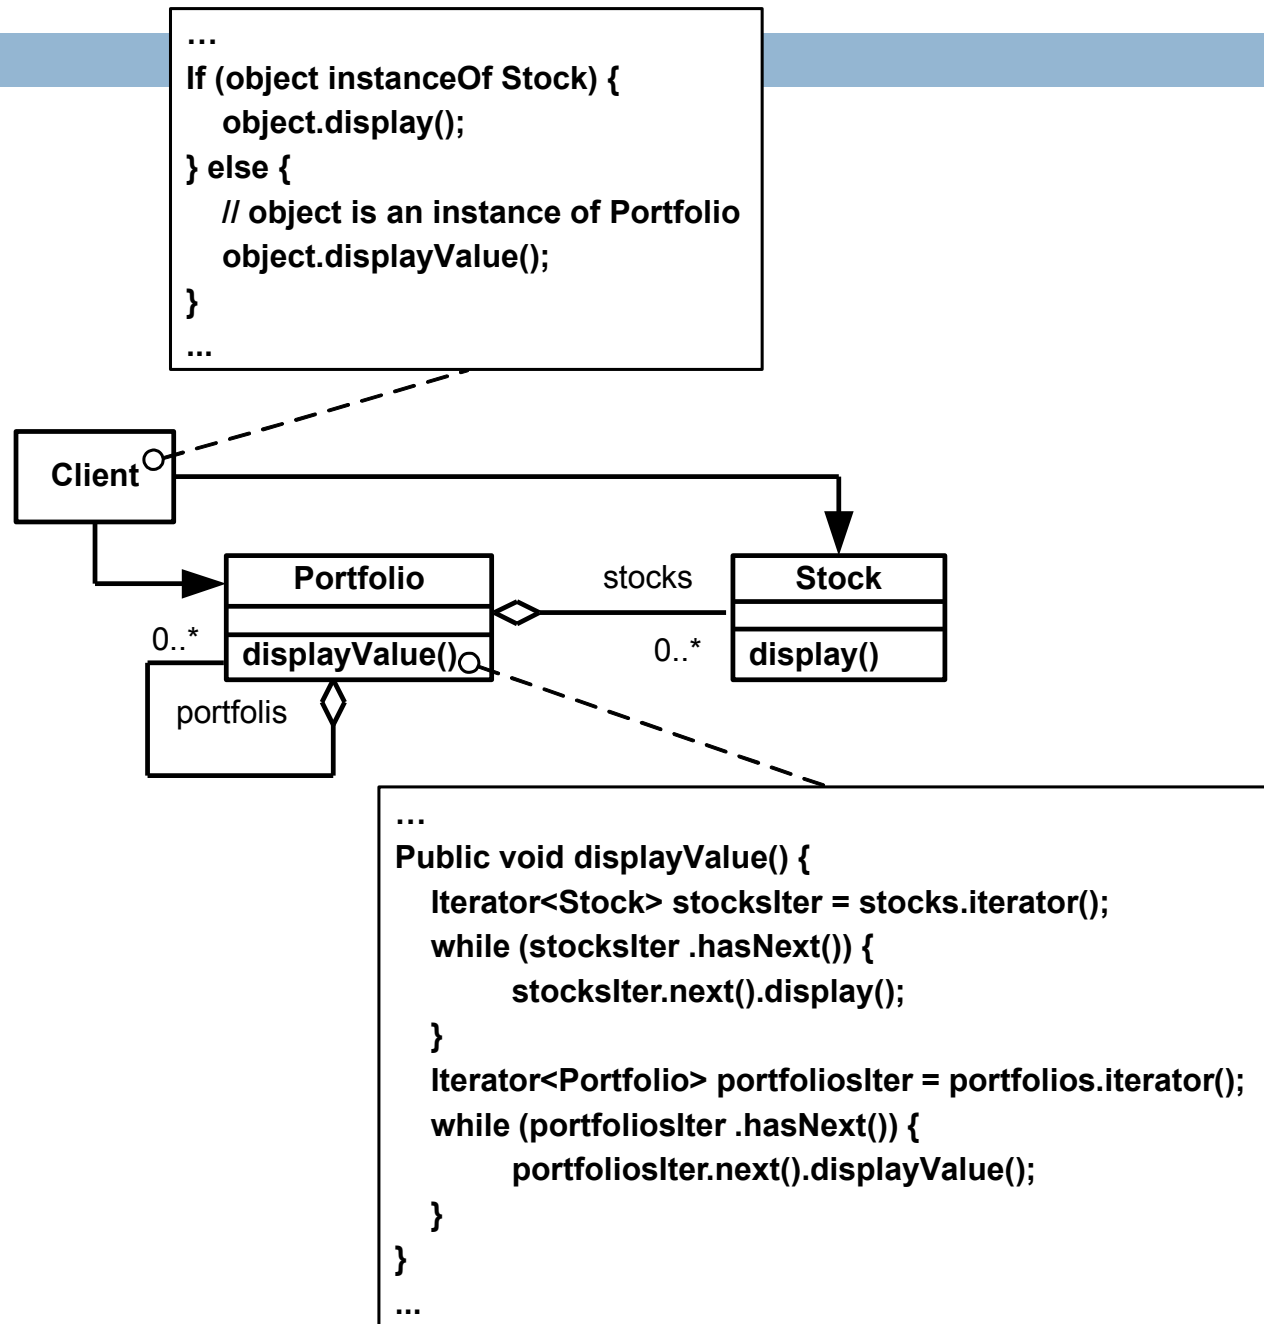 …
If (object instanceOf Stock) {
object.display();
} else {
// object is an instance of Portfolio
object.displayValue();
}
...
Client
Portfolio
stocks
Stock
0..*
displayValue()
0..*
display()
portfolis
…
Public void displayValue() {
Iterator<Stock> stocksIter = stocks.iterator();
while (stocksIter .hasNext()) {
stocksIter.next().display();
}
Iterator<Portfolio> portfoliosIter = portfolios.iterator();
while (portfoliosIter .hasNext()) {
portfoliosIter.next().displayValue();
}
}
...